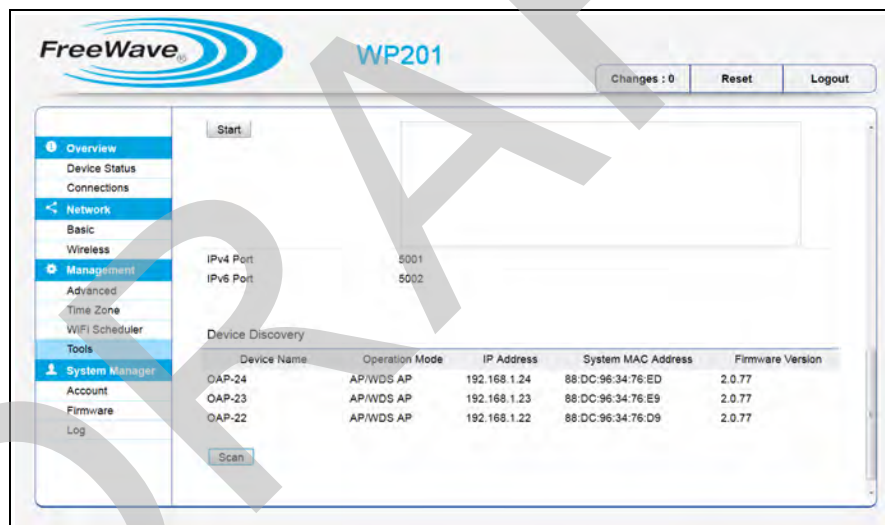 FreeWave®
WP201
Changes : 0 Reset Logout
Start
Overview
Device Status
Connections
Network
Basic
Wireless
Management
Advanced
Time Zone
WiFi Scheduler
Tools
System Manager
Account
Firmware
Log
IPv4 Port 5001
IPv6 Port 5002
Device Discovery
Device Name Operation Mode IP Address System MAC Address Firmware Version
OAP-24 AP/WDS AP 192.168.1.24 88:DC:96:34:76:ED 2.0.77
OAP-23 AP/WDS AP 192.168.1.23 88:DC:96:34:76:E9 2.0.77
OAP-22 AP/WDS AP 192.168.1.22 88:DC:96:34:76:D9 2.0.77
Scan
DRAF